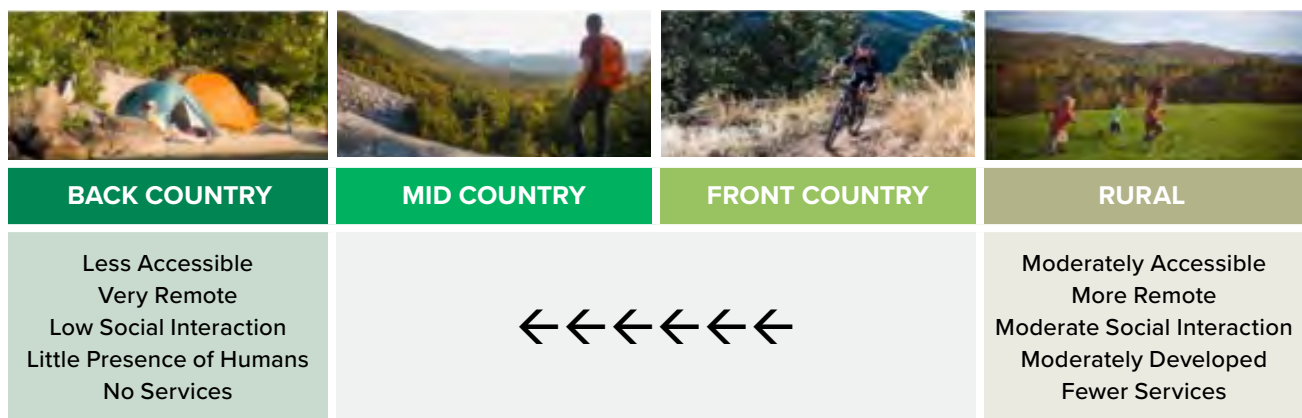 BACK COUNTRY
MID COUNTRY
FRONT COUNTRY
RURAL
Less Accessible
Very Remote
Low Social Interaction
Little Presence of Humans
No Services
←←←←←←
Moderately Accessible
More Remote
Moderate Social Interaction
Moderately Developed
Fewer Services